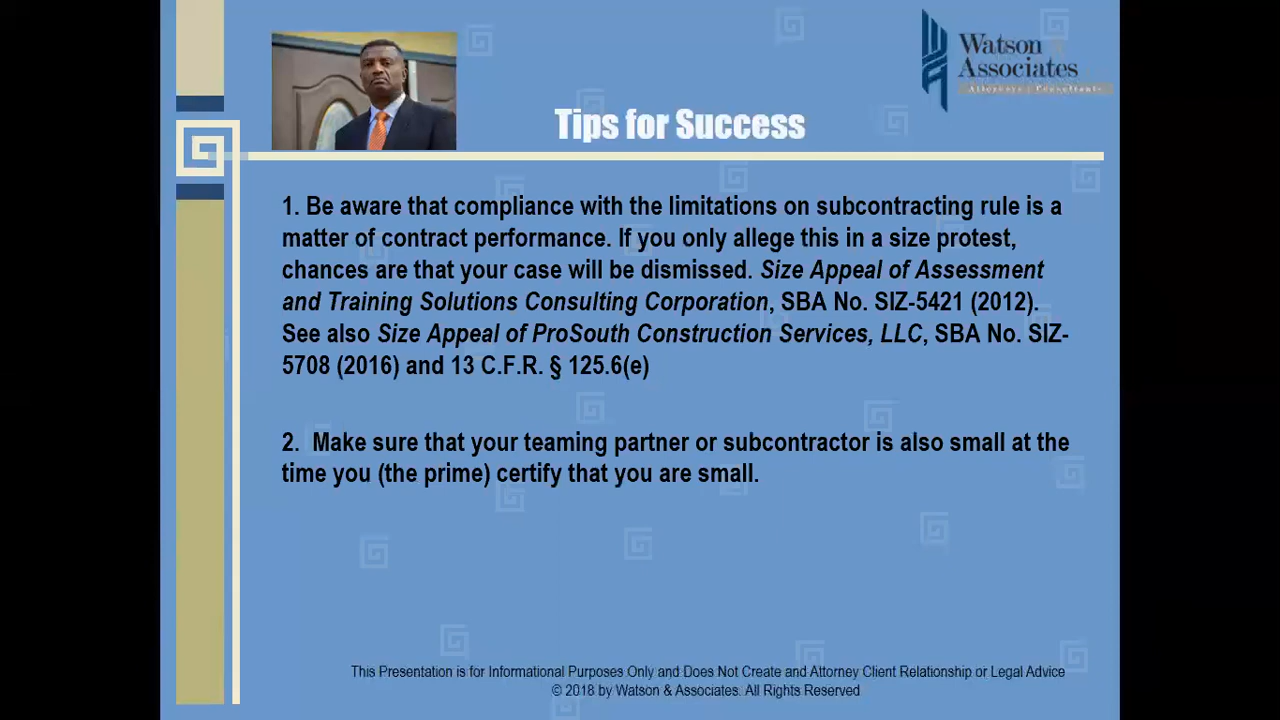 Watson &
Associates
Attorneys | Consultants
Tips for Success
1. Be aware that compliance with the limitations on subcontracting rule is a
matter of contract performance. If you only allege this in a size protest,
chances are that your case will be dismissed. Size Appeal of Assessment
and Training Solutions Consulting Corporation, SBA No. SIZ-5421 (2012).
See also Size Appeal of ProSouth Construction Services, LLC, SBA No. SIZ-
5708 (2016) and 13 C.F.R. § 125.6(e)
2. Make sure that your teaming partner or subcontractor is also small at the
time you (the prime) certify that you are small.
This Presentation is for Informational Purposes Only and Does Not Create and Attorney Client Relationship or Legal Advice
© 2018 by Watson & Associates. All Rights Reserved